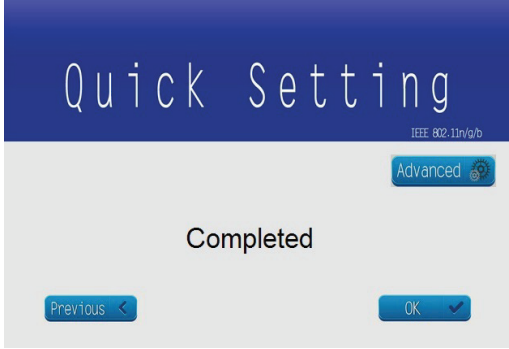 Quick Setting
IEEE 802.11n/g/b
Advanced
Completed
Previous
OK